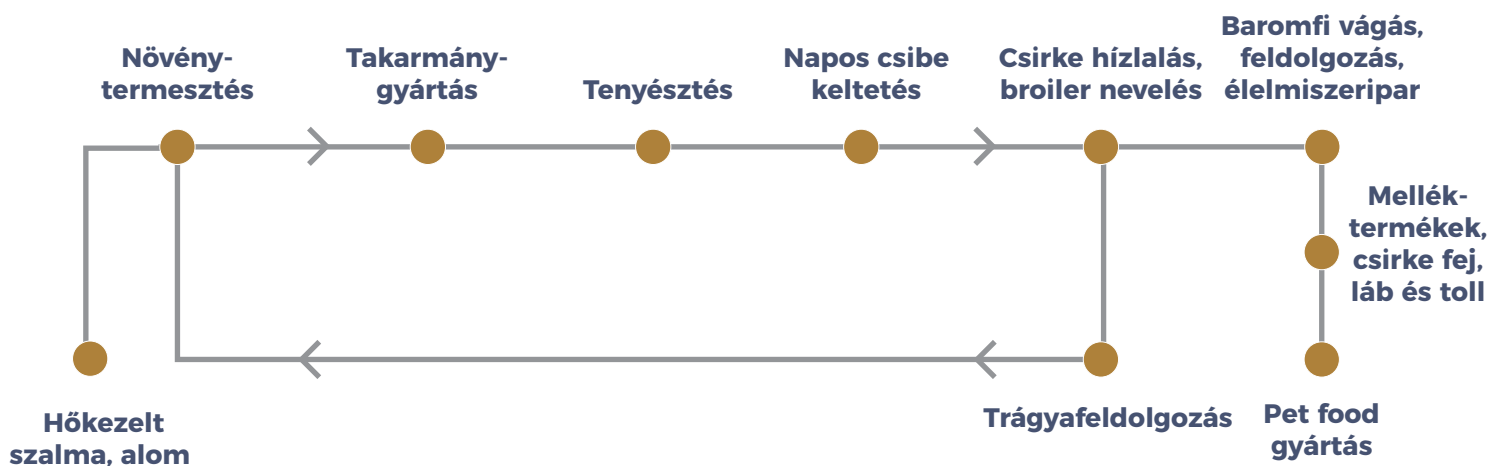 Növény-
termesztés
Takarmány-
gyártás
Tenyésztés
Napos csibe
keltetés
Csirke hízlalás,
broiler nevelés
Baromfi vágás,
feldolgozás,
élelmiszeripar
Mellék-
termékek,
csirke fej,
láb és toll
Hőkezelt
szalma, alom
Trágyafeldolgozás
Pet food
gyártás